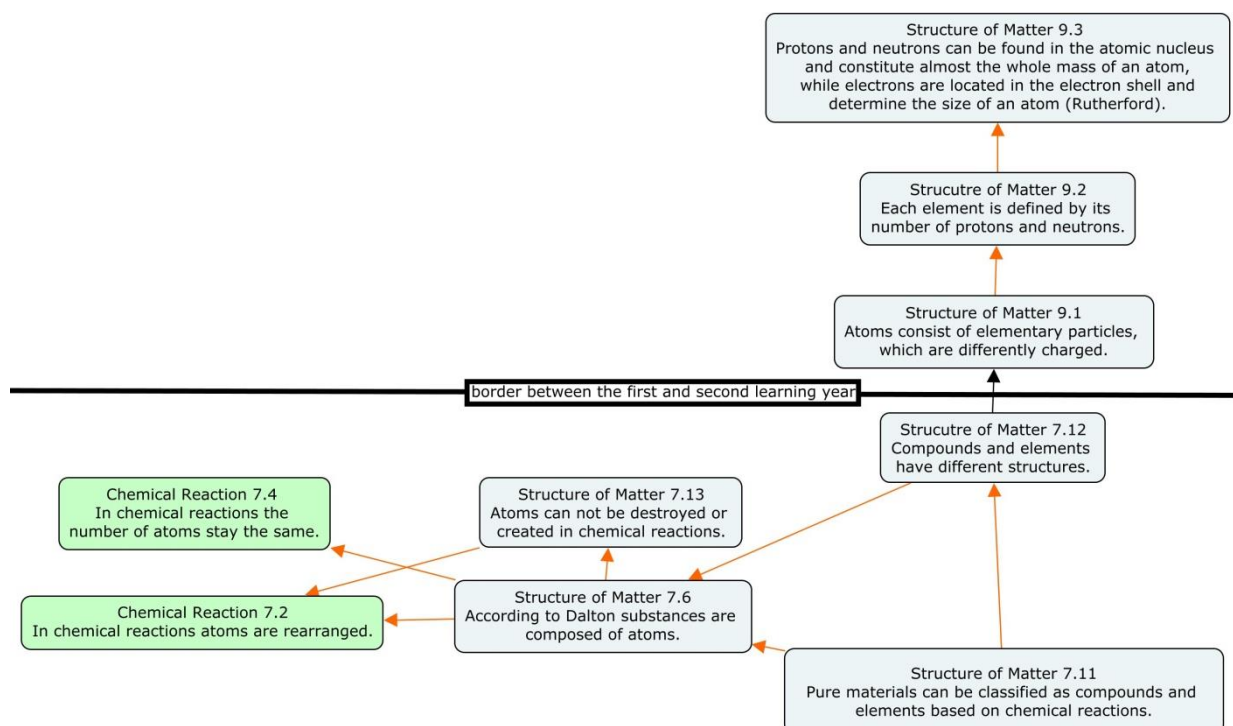 Structure of Matter 9.3
Protons and neutrons can be found in the atomic nucleus
and constitute almost the whole mass of an atom,
while electrons are located in the electron shell and
determine the size of an atom (Rutherford).
Strucutre of Matter 9.2
Each element is defined by its
number of protons and neutrons.
Structure of Matter 9.1
Atoms consist of elementary particles,
which are differently charged.
border between the first and second learning year
Strucutre of Matter 7.12
Compounds and elements
have different structures.
Chemical Reaction 7.4
In chemical reactions the
number of atoms stay the same.
Structure of Matter 7.13
Atoms can not be destroyed or
created in chemical reactions.
Chemical Reaction 7.2
In chemical reactions atoms are rearranged.
Structure of Matter 7.6
According to Dalton substances are
composed of atoms.
Structure of Matter 7.11
Pure materials can be classified as compounds and
elements based on chemical reactions.